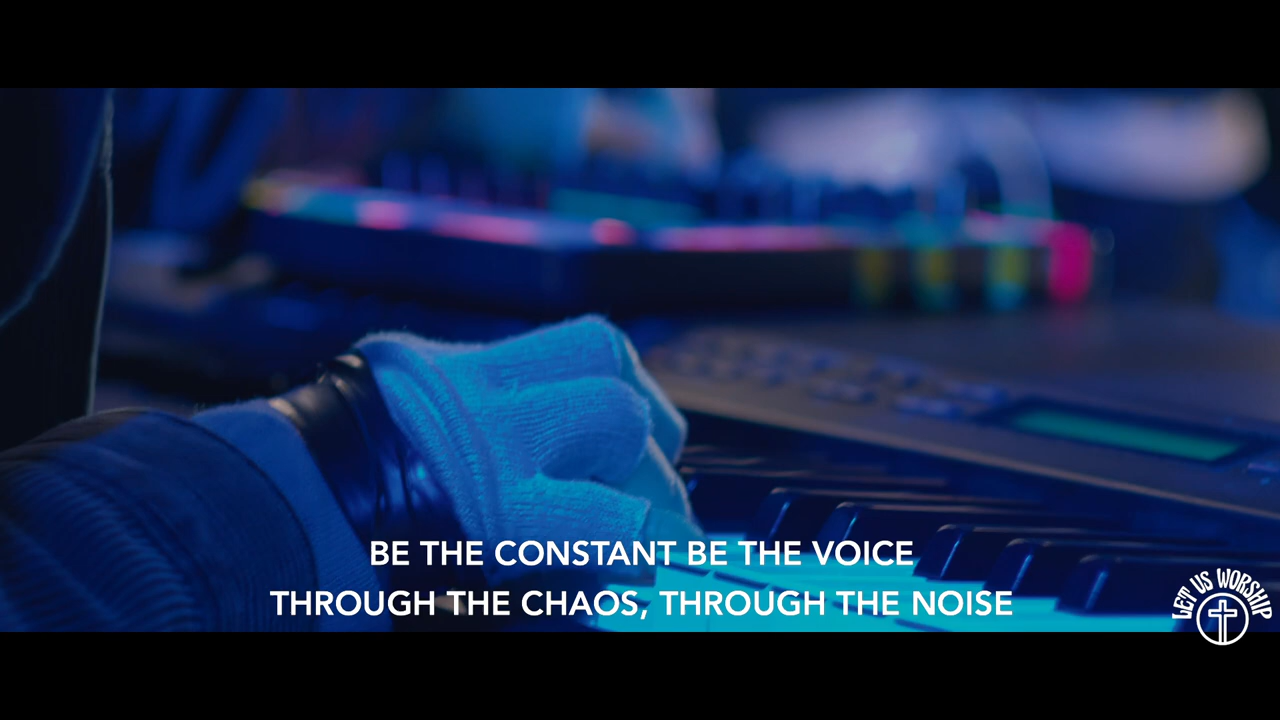 BE THE CONSTANT BE THE VOICE
THROUGH THE CHAOS, THROUGH THE NOISE
LET US WORSHIP